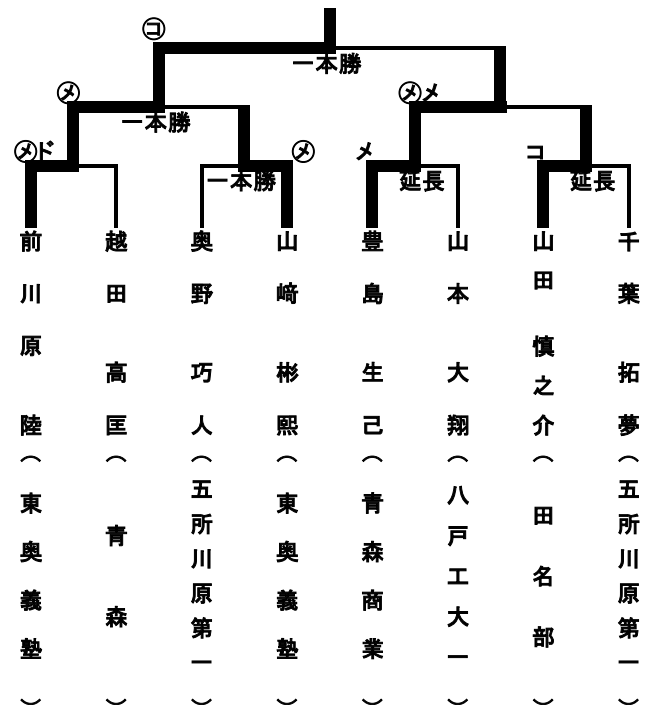 ㋙
一本勝
㋱
㋱メ
一本勝
㋱ド
㋱
メ
コ
一本勝
延長
延長
前川原 陸（東奥義塾）
越田 高匡（青森）
奥野 巧人（五所川原第一）
山﨑 彬熙（東奥義塾）
豊島 生己（青森商業）
山本 大翔（八戸工大一）
山田 慎之介（田名部）
千葉 拓夢（五所川原第一）